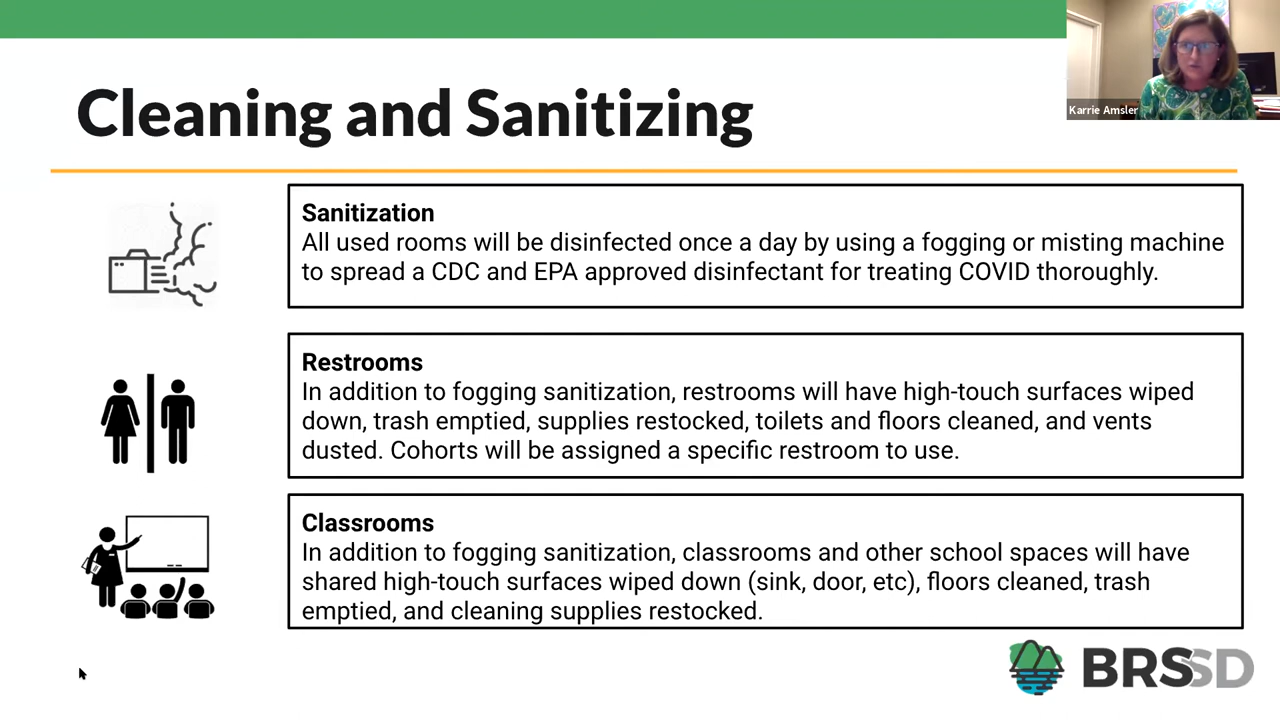 Karrie Amsler
Cleaning and Sanitizing
Sanitization
All used rooms will be disinfected once a day by using a fogging or misting machine
to spread a CDC and EPA approved disinfectant for treating COVID thoroughly.
Restrooms
In addition to fogging sanitization, restrooms will have high-touch surfaces wiped
down, trash emptied, supplies restocked, toilets and floors cleaned, and vents
dusted. Cohorts will be assigned a specific restroom to use.
Classrooms
In addition to fogging sanitization, classrooms and other school spaces will have
shared high-touch surfaces wiped down (sink, door, etc), floors cleaned, trash
emptied, and cleaning supplies restocked.
BRSSD